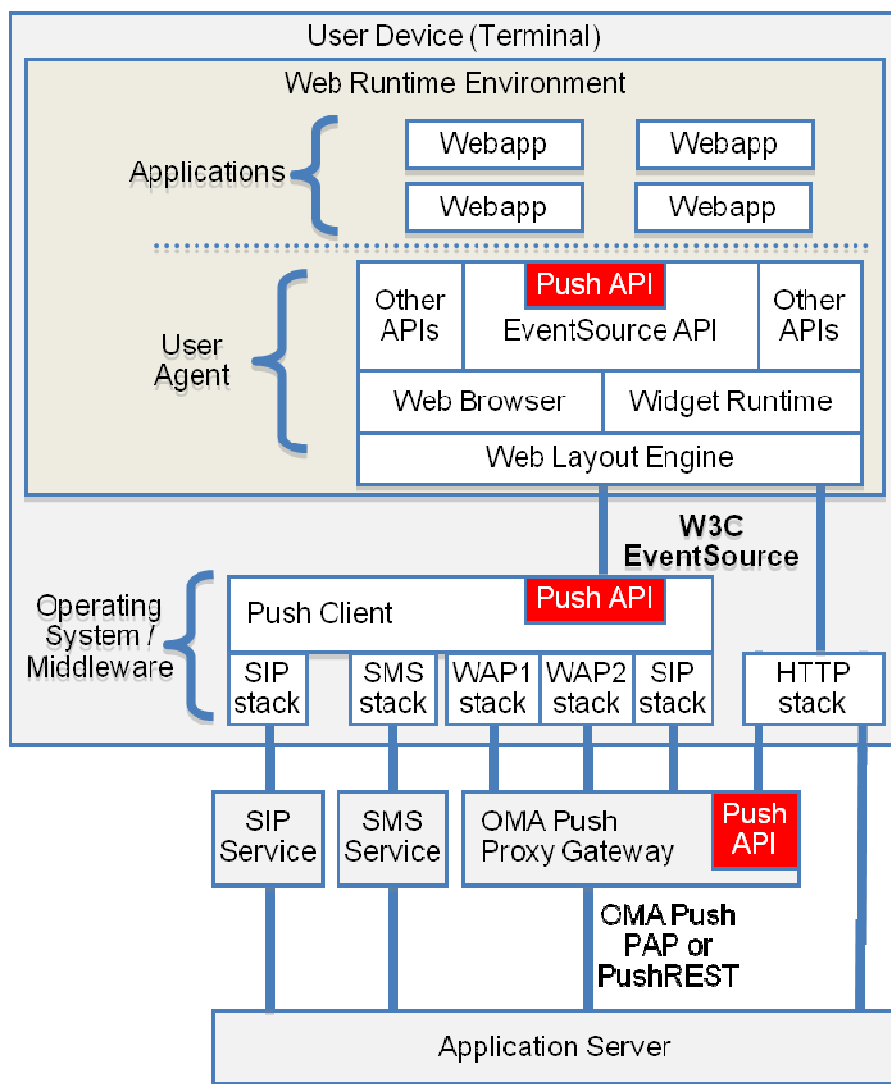 User Device (Terminal)
Web Runtime Environment
Applications
Webapp
Webapp
Webapp
Webapp
User
Agent
Other
APIs
Push API
EventSource API
Other
APIs
Web Browser
Widget Runtime
Web Layout Engine
W3C
EventSource
Operating
System /
Middleware
Push Client
Push API
SIP
stack
SMS
stack
WAP1
stack
WAP2
stack
SIP
stack
HTTP
stack
SIP
Service
SMS
Service
OMA Push
Proxy Gateway
Push
API
OMA Push
PAP or
PushREST
Application Server